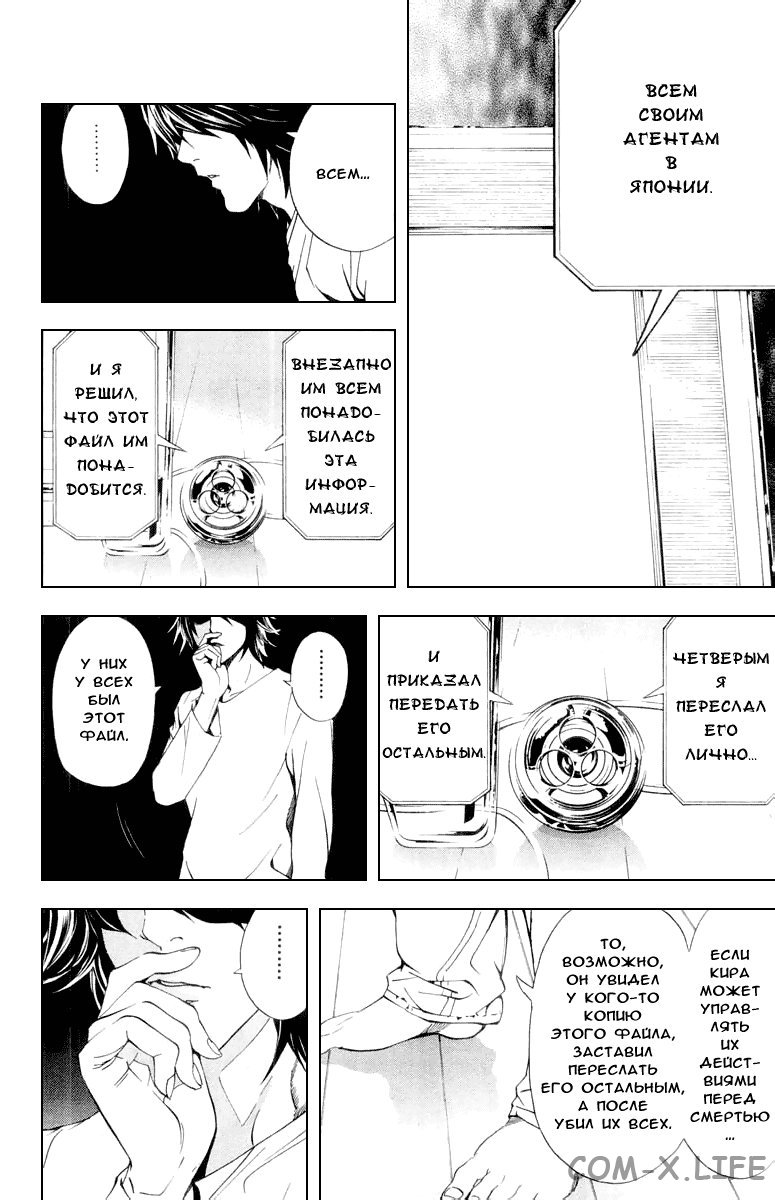 ВСЕМ
СВОИМ
АГЕНТАМ
В
ЯПОНИИ.
ВСЕМ...
.........
ВНЕЗАПНО
ИМ ВСЕМ
ПОНАДО-
БИЛАСЬ
ЭТА
ИНФОР-
МАЦИЯ.
И Я
РЕШИЛ,
ЧТО ЭТОТ
ФАЙЛ ИМ
ПОНА-
ДОБИТСЯ.
ЧЕТВЕРЫМ
Я
ПЕРЕСЛАЛ
ЕГО
ЛИЧНО...
И
ПРИКАЗАЛ
ПЕРЕДАТЬ
ЕГО
ОСТАЛЬНЫМ.
.........
У НИХ
У ВСЕХ
БЫЛ
ЭТОТ
ФАЙЛ.
ЕСЛИ
КИРА
МОЖЕТ
УПРАВ-
ЛЯТЬ
ИХ
ДЕЙСТ-
ВИЯМИ
ПЕРЕД
СМЕРТЬЮ
...
ТО,
ВОЗМОЖНО,
ОН УВИДЕЛ
У КОГО-ТО
КОПИЮ
ЭТОГО ФАЙЛА,
ЗАСТАВИЛ
ПЕРЕСЛАТЬ
ЕГО ОСТАЛЬНЫМ,
А ПОСЛЕ
УБИЛ ИХ ВСЕХ.
.........
COM-X.LIFE